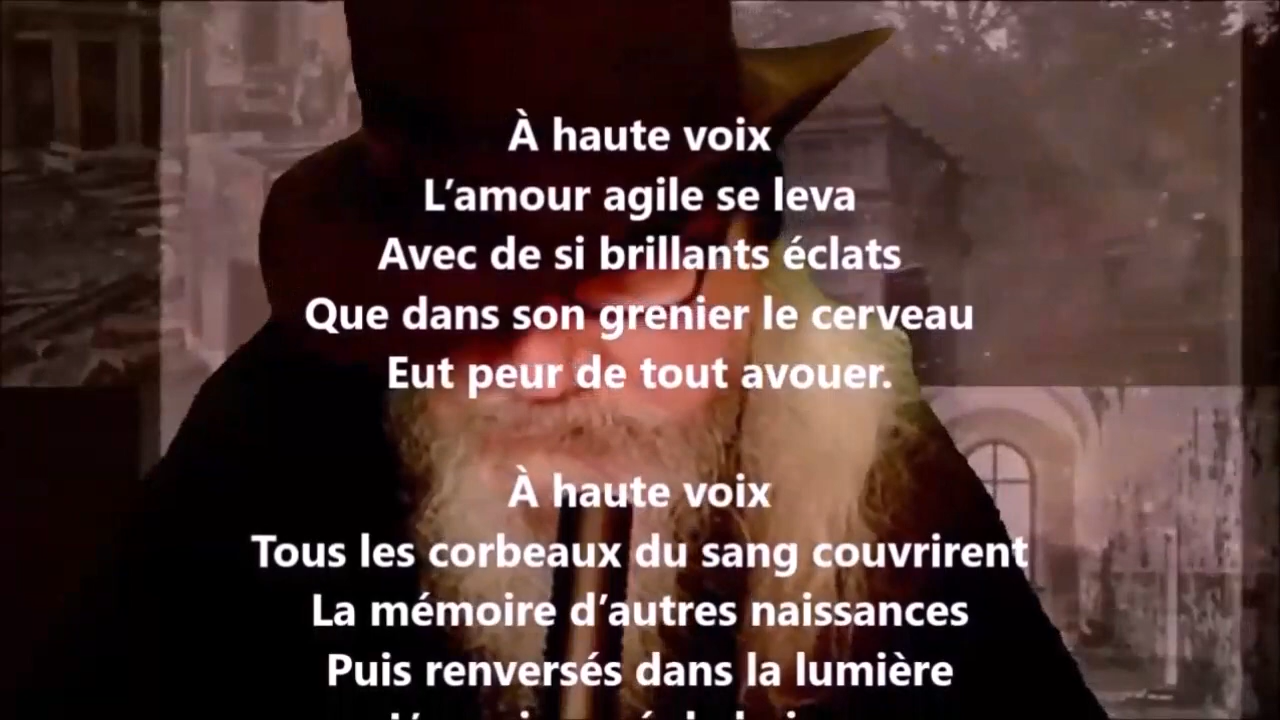 À haute voix
L’amour agile se leva
Avec de si brillants éclats
Que dans son grenier le cerveau
Eut peur de tout avouer.
À haute voix
Tous les corbeaux du sang couvrirent
La mémoire d’autres naissances
Puis renversés dans la lumière